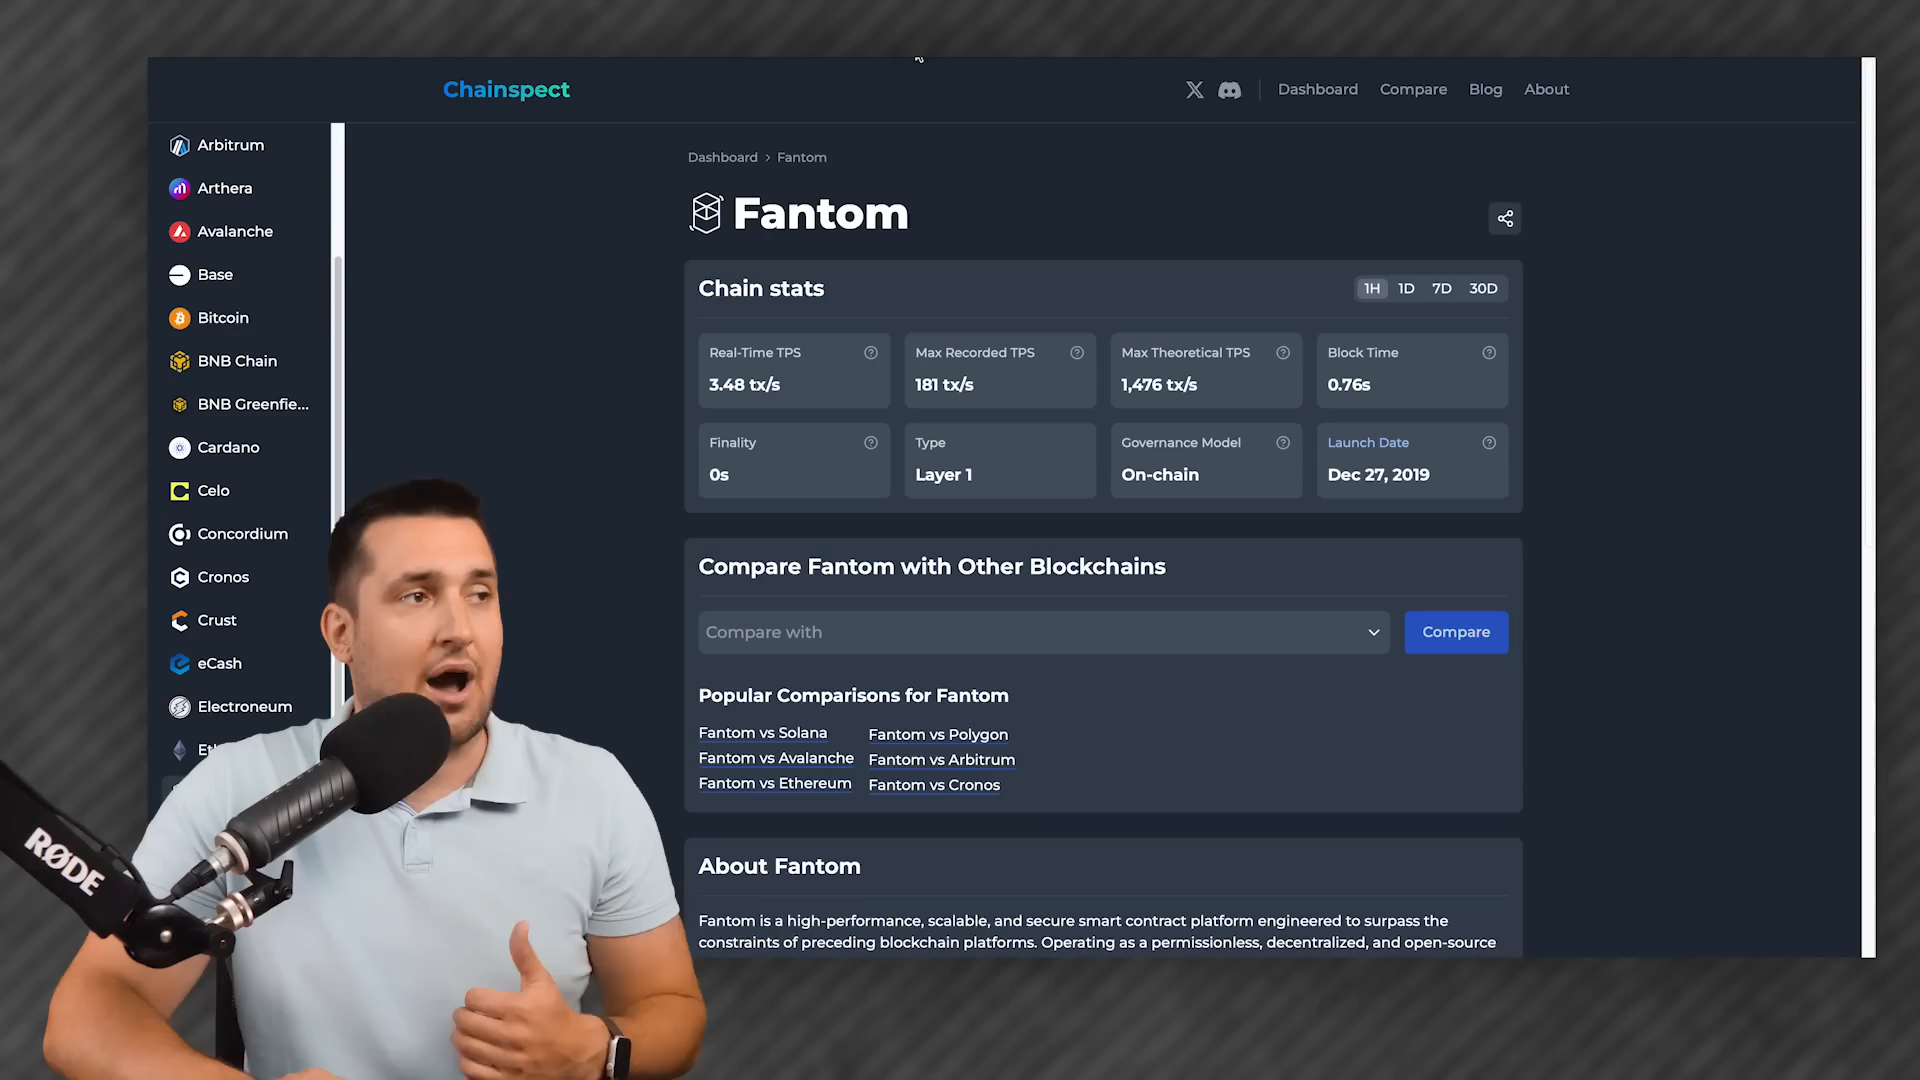 Chainspect
Dashboard
Compare
Blog
About
Arbitrum
Arthera
Avalanche
Base
Bitcoin
BNB Chain
BNB Greenfie...
Cardano
Celo
Concordium
Cronos
Crust
eCash
Electroneum
Dashboard > Fantom
Fantom
Chain stats
1H 1D 7D 30D
Real-Time TPS
3.48 tx/s
Max Recorded TPS
181 tx/s
Max Theoretical TPS
1,476 tx/s
Block Time
0.76s
Finality
0s
Type
Layer 1
Governance Model
On-chain
Launch Date
Dec 27, 2019
Compare Fantom with Other Blockchains
Compare with
Compare
Popular Comparisons for Fantom
Fantom vs Solana
Fantom vs Polygon
Fantom vs Avalanche
Fantom vs Arbitrum
Fantom vs Ethereum
Fantom vs Cronos
About Fantom
Fantom is a high-performance, scalable, and secure smart contract platform engineered to surpass the
constraints of preceding blockchain platforms. Operating as a permissionless, decentralized, and open-source
RØDE